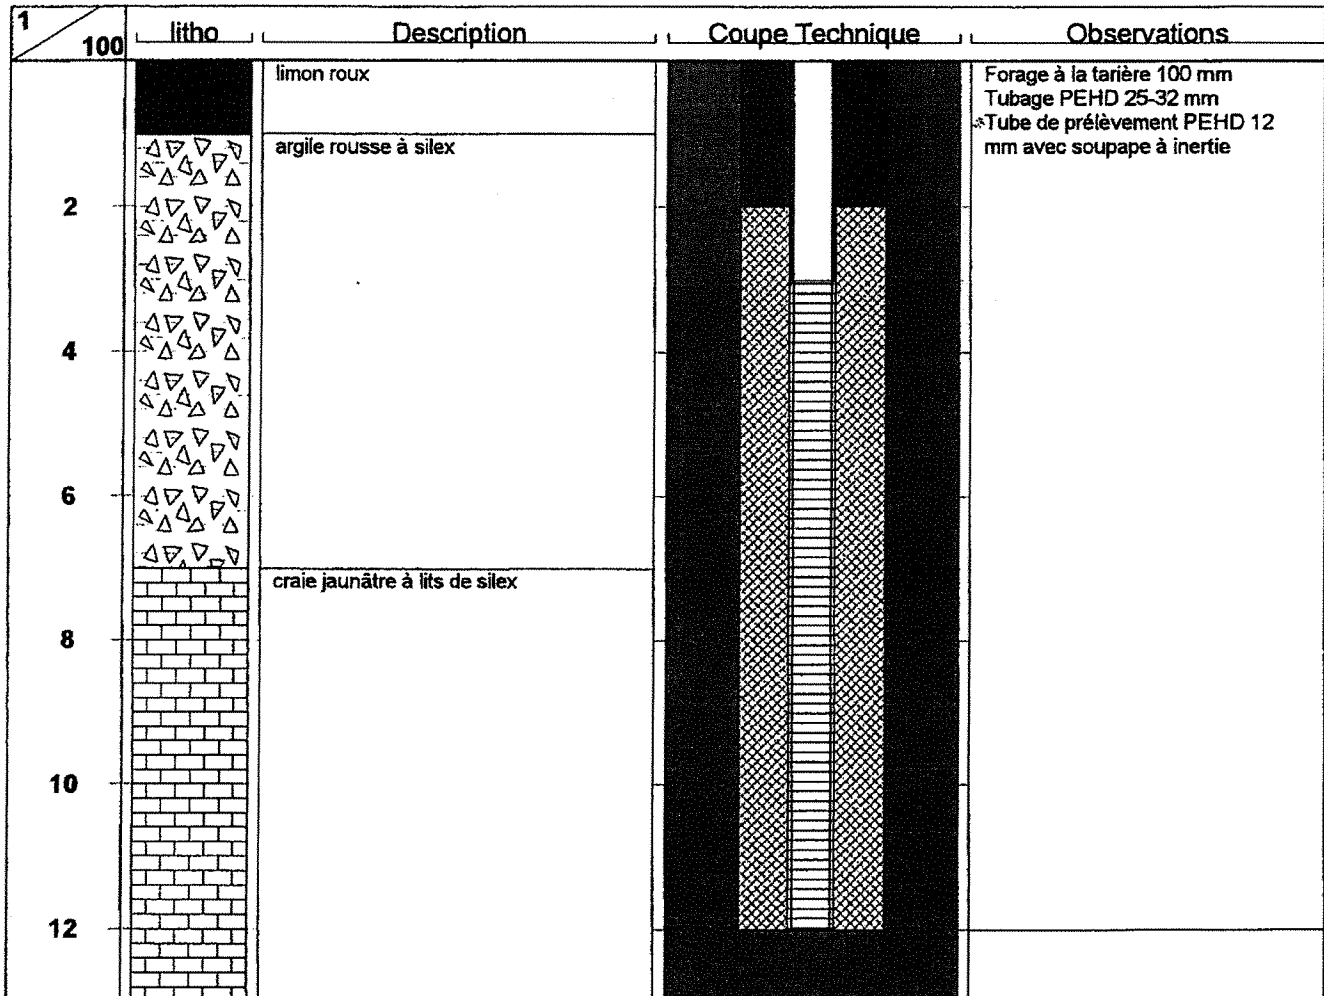 1
100
litho
Description
Coupe Technique
Observations
limon roux
Forage à la tarière 100 mm
Tubage PEHD 25-32 mm
Tube de prélèvement PEHD 12
mm avec soupape à inertie
argile rousse à silex
2
4
6
craie jaunâtre à lits de silex
8
10
12